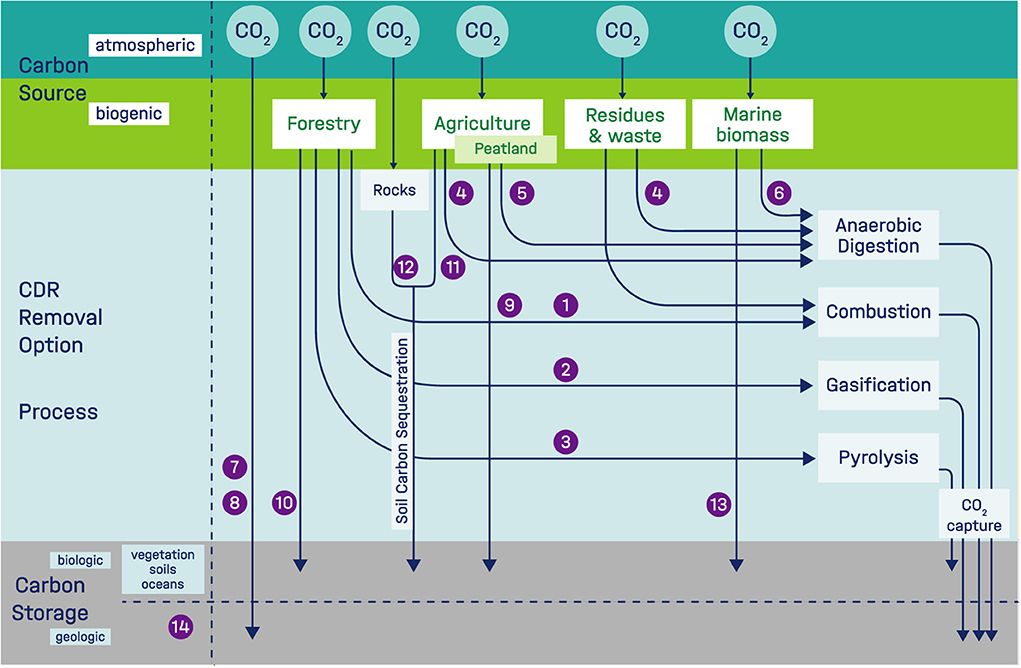 CO2 CO2 CO2 CO2 CO2 CO2
atmospheric
Carbon
Source
biogenic
Forestry
Agriculture
Peatland
Residues
& waste
Marine
biomass
Rocks
4 5 4 6
Anaerobic
Digestion
12 11
CDR
Removal
Option
9 1
Combustion
Soil Carbon Sequestration
2
Gasification
Process
3
Pyrolysis
7
8 10 13
CO2
capture
biologic
vegetation
soils
oceans
Carbon
Storage
14
geologic